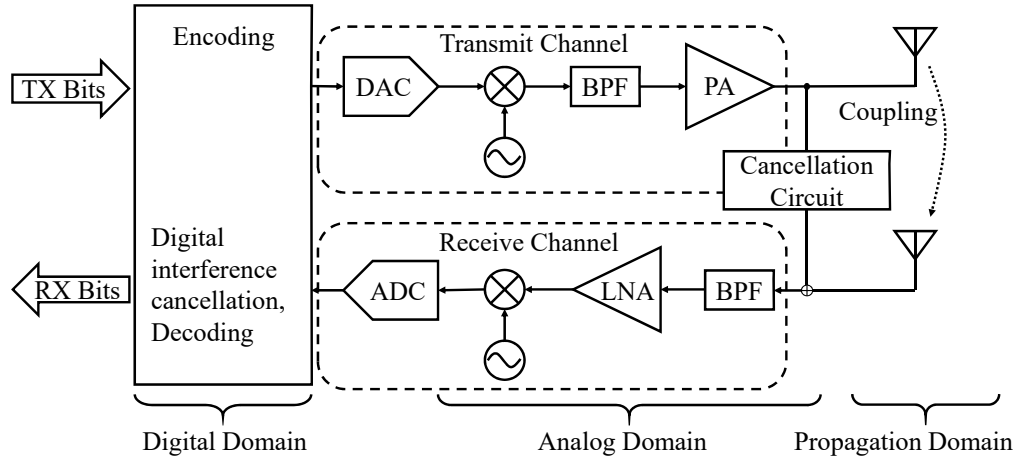 Encoding
Transmit Channel
TX Bits
DAC
BPF
PA
Coupling
Cancellation
Circuit
Digital
interference
cancellation,
Decoding
Receive Channel
RX Bits
ADC
LNA
BPF
Digital Domain
Analog Domain
Propagation Domain